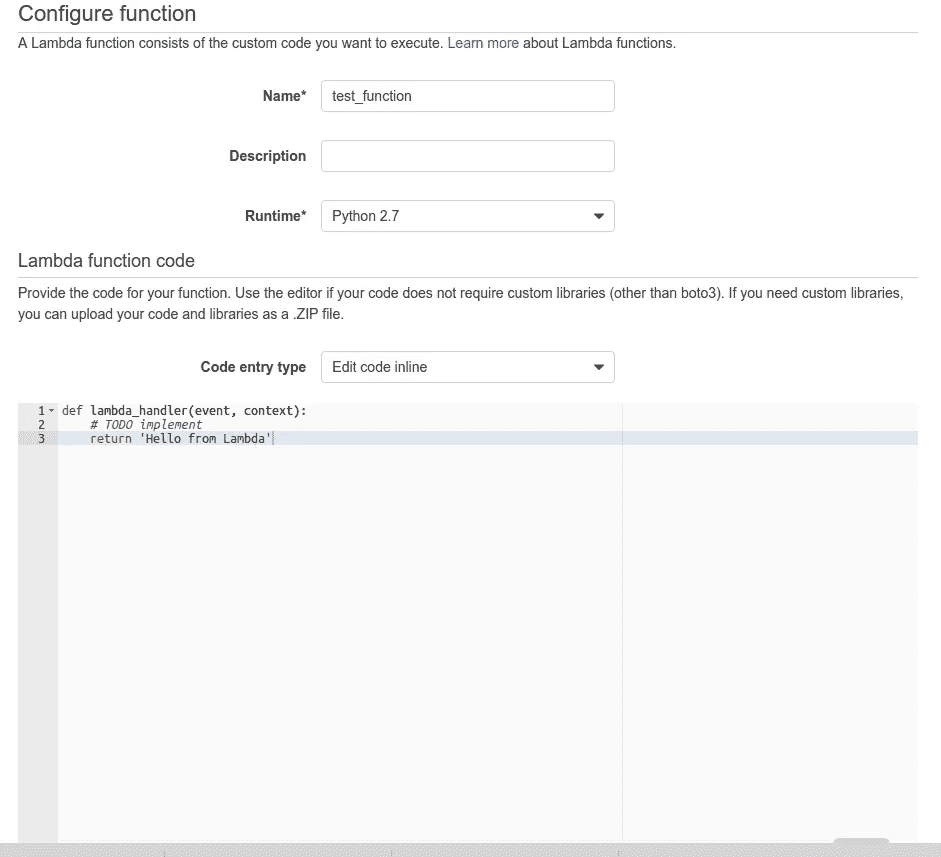 Configure function
A Lambda function consists of the custom code you want to execute. Learn more about Lambda functions.
Name* test_function
Description
Runtime* Python 2.7
Lambda function code
Provide the code for your function. Use the editor if your code does not require custom libraries (other than boto3). If you need custom libraries,
you can upload your code and libraries as a .ZIP file.
Code entry type Edit code inline
1 def lambda_handler(event, context):
2 # TODO implement
3 return 'Hello from Lambda'